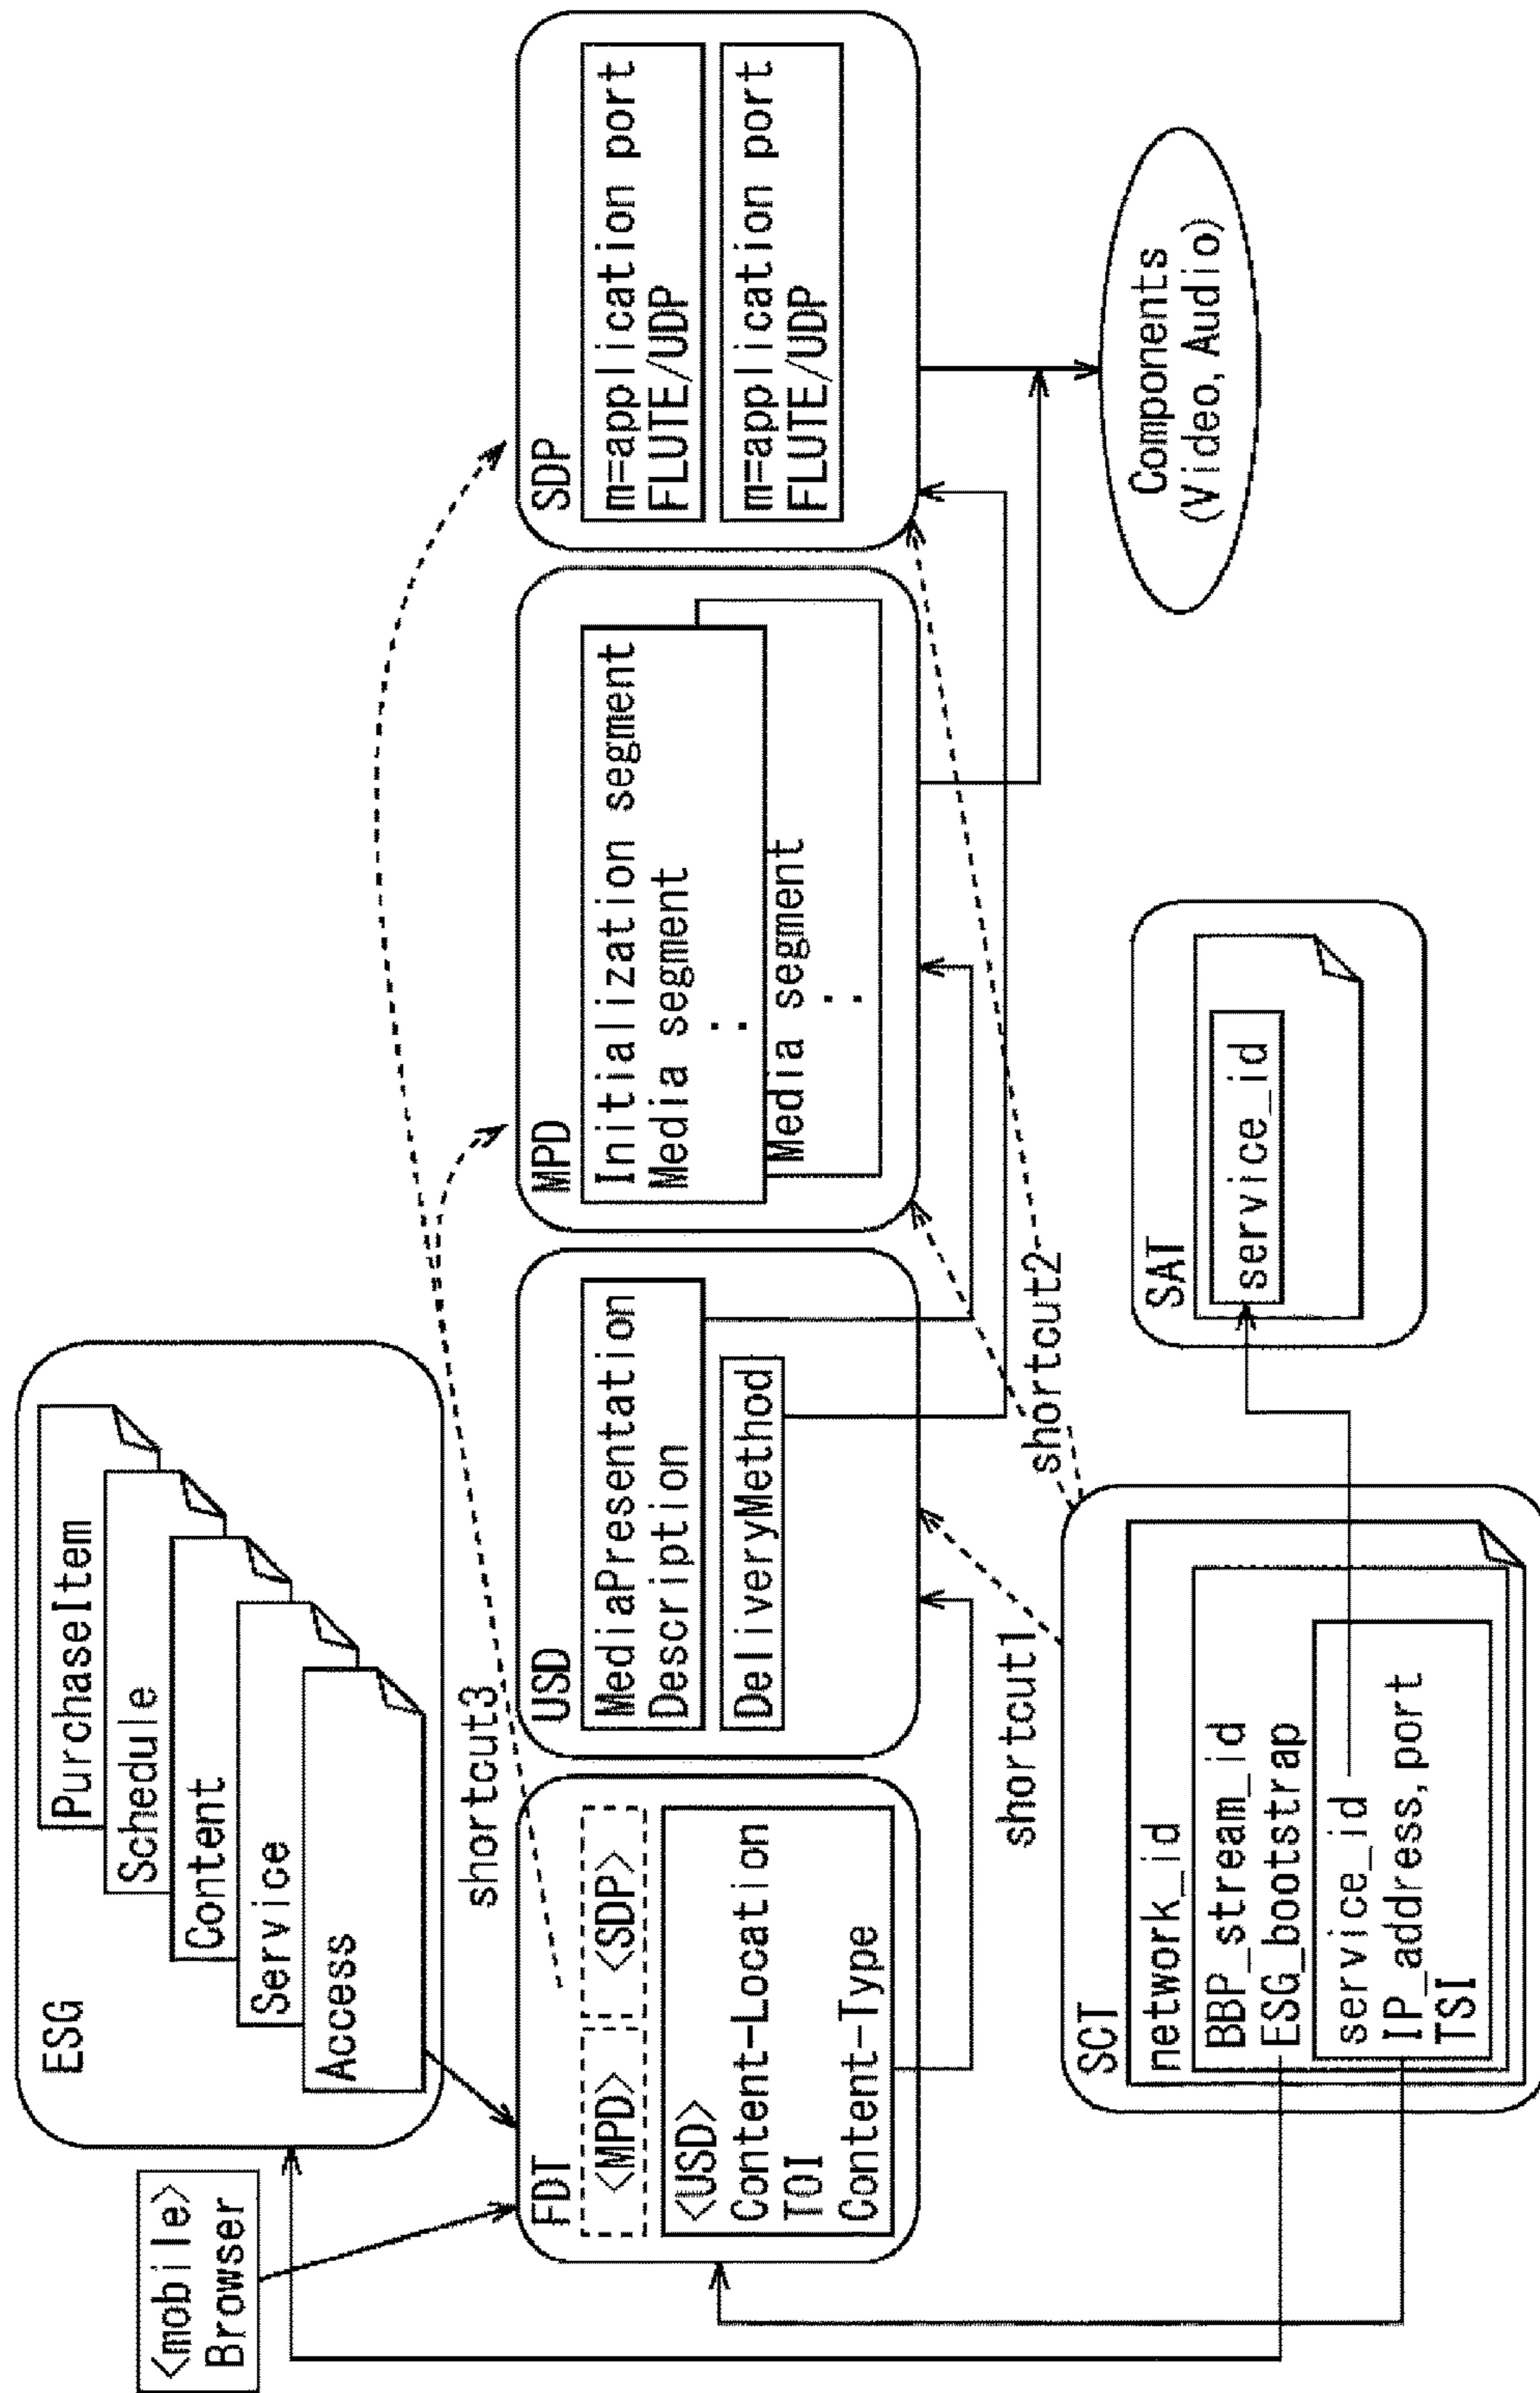 <mobile>
Browser
ESG
PurchaseItem
Schedule
Content
Service
Access
shortcut3
FDT
<MPD>
<SDP>
<USD>
Content-Location
TOI
Content-Type
USD
MediaPresentation
Description
DeliveryMethod
MPD
Initialization segment
Media segment
:
Media segment
:
SDP
m=application port
FLUTE/UDP
m=application port
FLUTE/UDP
shortcut1
shortcut2
SCT
network_id
BBP_stream_id
ESG_bootstrap
service_id
IP_address,port
TSI
SAT
service_id
Components
(Video, Audio)